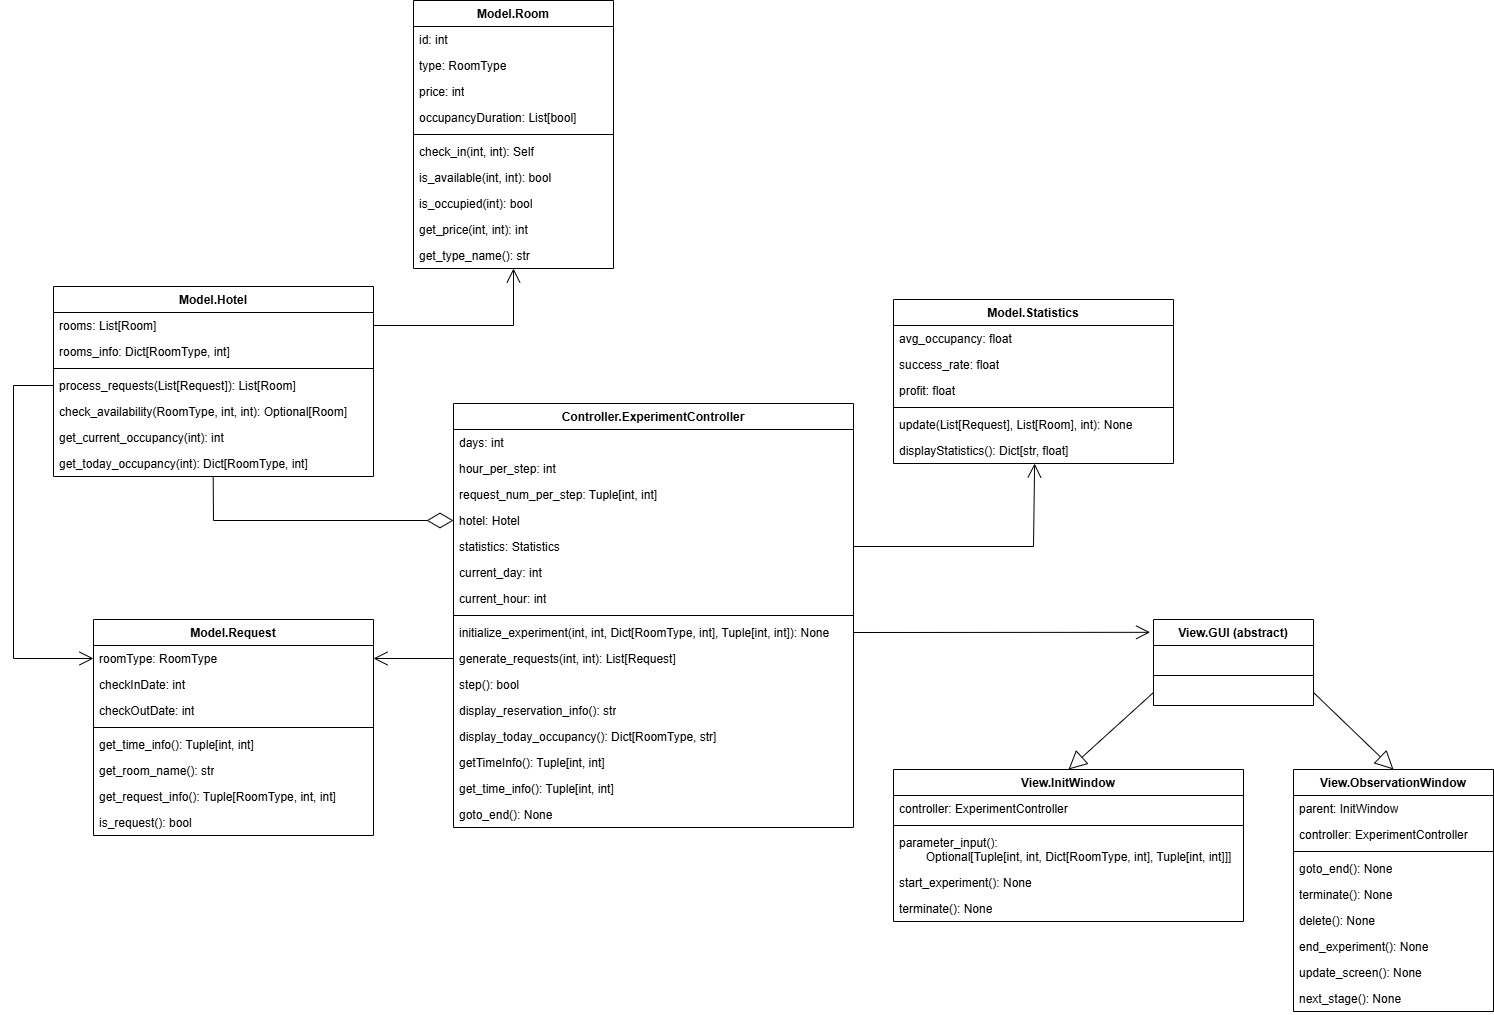 Model.Room
id: int
type: RoomType
price: int
occupancyDuration: List[bool]
check_in(int, int): Self
is_available(int, int): bool
is_occupied(int): bool
get_price(int, int): int
get_type_name(): str
Model.Hotel
rooms: List[Room]
rooms_info: Dict[RoomType, int]
process_requests(List[Request]): List[Room]
check_availability(RoomType, int, int): Optional[Room]
get_current_occupancy(int): int
get_today_occupancy(int): Dict[RoomType, int]
Model.Statistics
avg_occupancy: float
success_rate: float
profit: float
update(List[Request], List[Room], int): None
displayStatistics(): Dict[str, float]
Controller.ExperimentController
days: int
hour_per_step: int
request_num_per_step: Tuple[int, int]
hotel: Hotel
statistics: Statistics
current_day: int
current_hour: int
initialize_experiment(int, int, Dict[RoomType, int], Tuple[int, int]): None
generate_requests(int, int): List[Request]
step(): bool
display_reservation_info(): str
display_today_occupancy(): Dict[RoomType, str]
getTimeInfo(): Tuple[int, int]
get_time_info(): Tuple[int, int]
goto_end(): None
Model.Request
roomType: RoomType
checkInDate: int
checkOutDate: int
get_time_info(): Tuple[int, int]
get_room_name(): str
get_request_info(): Tuple[RoomType, int, int]
is_request(): bool
View.GUI (abstract)
View.InitWindow
controller: ExperimentController
parameter_input():
Optional[Tuple[int, int, Dict[RoomType, int], Tuple[int, int]]]
start_experiment(): None
terminate(): None
View.ObservationWindow
parent: InitWindow
controller: ExperimentController
goto_end(): None
terminate(): None
delete(): None
end_experiment(): None
update_screen(): None
next_stage(): None